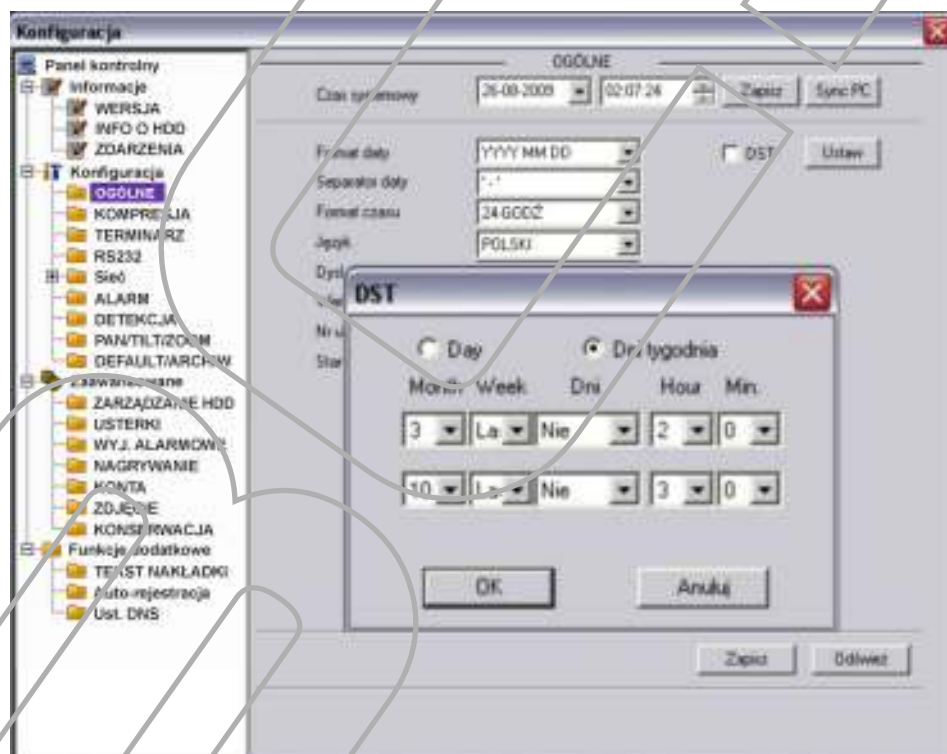 Konfiguracja
Panel kontrolny
Informacje
WERSJA
INFO O HDD
ZDARZENIA
Konfiguracja
OGÓLNE
KOMPRESJA
TERMINARZ
RS232
Sieć
ALARM
DETEKCJA
PAN/TILT/ZOOM
DEFAULT/ARCHIW
Zaawansowane
ZARZĄDZANIE HDD
USTERKI
WYJ. ALARMOWE
NAGRYWANIE
KONTA
ZDJĘCIE
KONSERWACJA
Funkcje dodatkowe
TEKST NAKŁADKI
Auto-rejestracja
Ust. DNS
OGÓLNE
Czas systemowy 26-08-2009 02:07:24 Zapisz Sync PC
Format daty YYYY MM DD DST Ustaw
Separator daty '-'
Format czasu 24-GODŹ
Język POLSKI
DST
Day Dni tygodnia
Month Week Dni Hour Min.
3 La Nie 2 0
10 La Nie 3 0
OK Anuluj
Zapisz Odśwież